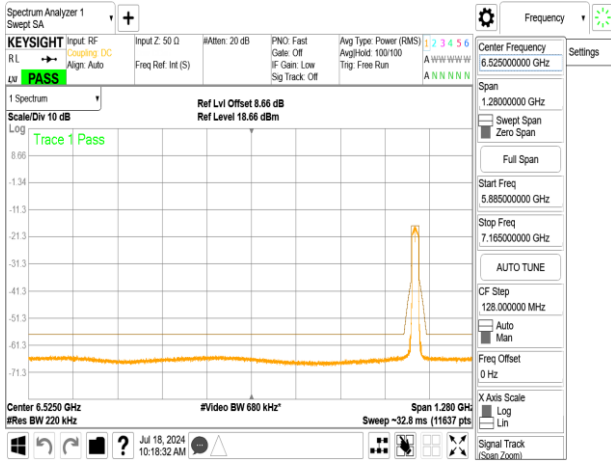 Spectrum Analyzer 1
Swept SA
+
Frequency
KEYSIGHT
RL
LXI PASS
Input: RF
Coupling: DC
Align: Auto
Input Z: 50 Ω
Freq Ref: Int (S)
#Atten: 20 dB
PNO: Fast
Gate: Off
IF Gain: Low
Sig Track: Off
Avg Type: Power (RMS)
Avg|Hold: 100/100
Trig: Free Run
1 2 3 4 5 6
A W W W W W
A N N N N N
Center Frequency
6.525000000 GHz
Settings
Span
1.28000000 GHz
Swept Span
Zero Span
Full Span
Start Freq
5.885000000 GHz
Stop Freq
7.165000000 GHz
AUTO TUNE
CF Step
128.000000 MHz
Auto
Man
Freq Offset
0 Hz
X Axis Scale
Log
Lin
Signal Track
(Span Zoom)
1 Spectrum
Scale/Div 10 dB
Log
Ref Lvl Offset 8.66 dB
Ref Level 18.66 dBm
Trace 1 Pass
8.66
-1.34
-11.3
-21.3
-31.3
-41.3
-51.3
-61.3
-71.3
Center 6.5250 GHz
#Res BW 220 kHz
#Video BW 680 kHz*
Span 1.280 GHz
Sweep ~32.8 ms (11637 pts
?
Jul 18, 2024
10:18:32 AM